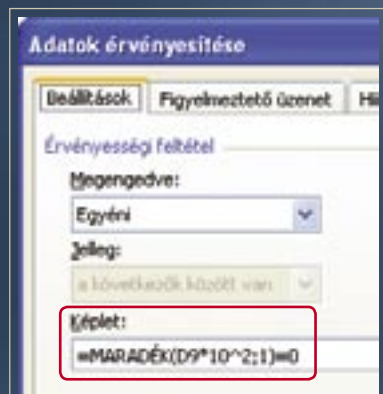 Adatok érvényesítése
Beállítások Figyelmeztető üzenet
Érvényességi feltétel
Megengedve:
Egyéni
Jelleg:
a következők között van
Képlet:
=MARADÉK(D9*10^2;1)=0